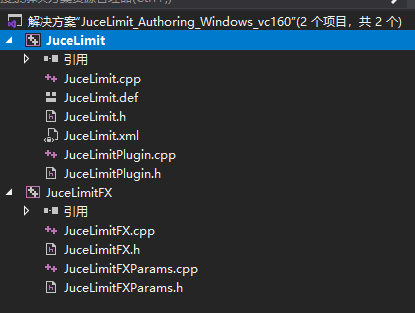 解决方案"JuceLimit_Authoring_Windows_vc160"(2 个项目，共 2 个)
JuceLimit
引用
JuceLimit.cpp
JuceLimit.def
JuceLimit.h
JuceLimit.xml
JuceLimitPlugin.cpp
JuceLimitPlugin.h
JuceLimitFX
引用
JuceLimitFX.cpp
JuceLimitFX.h
JuceLimitFXParams.cpp
JuceLimitFXParams.h